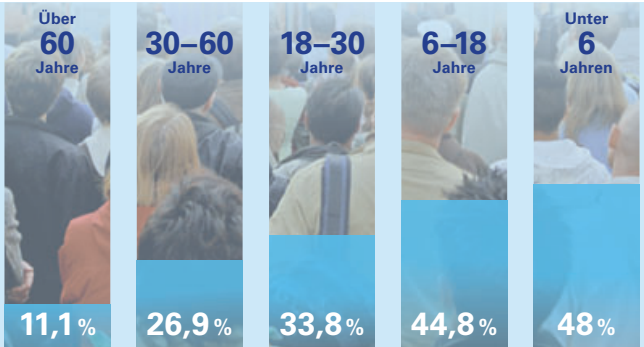 Über
60
Jahre
30–60
Jahre
18–30
Jahre
6–18
Jahre
Unter
6
Jahren
11,1 %
26,9 %
33,8 %
44,8 %
48 %